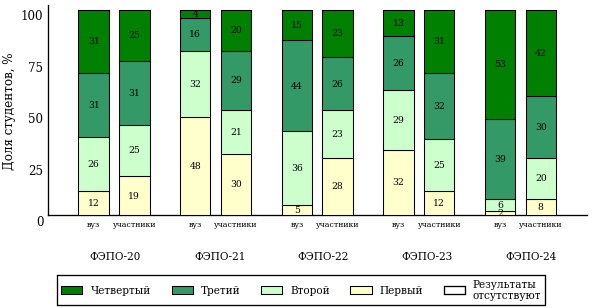 100
75
50
25
0
Доля студентов, %
31 25 4 20 15 23 13 31 53 42
31 31 16 29 44 26 26 32 39 30
26 25 32 21 36 23 29 25 6 20
12 19 48 30 5 28 32 12 2 8
вуз участники вуз участники вуз участники вуз участники вуз участники
ФЭПО-20 ФЭПО-21 ФЭПО-22 ФЭПО-23 ФЭПО-24
Четвертый Третий Второй Первый Результаты
отсутствуют